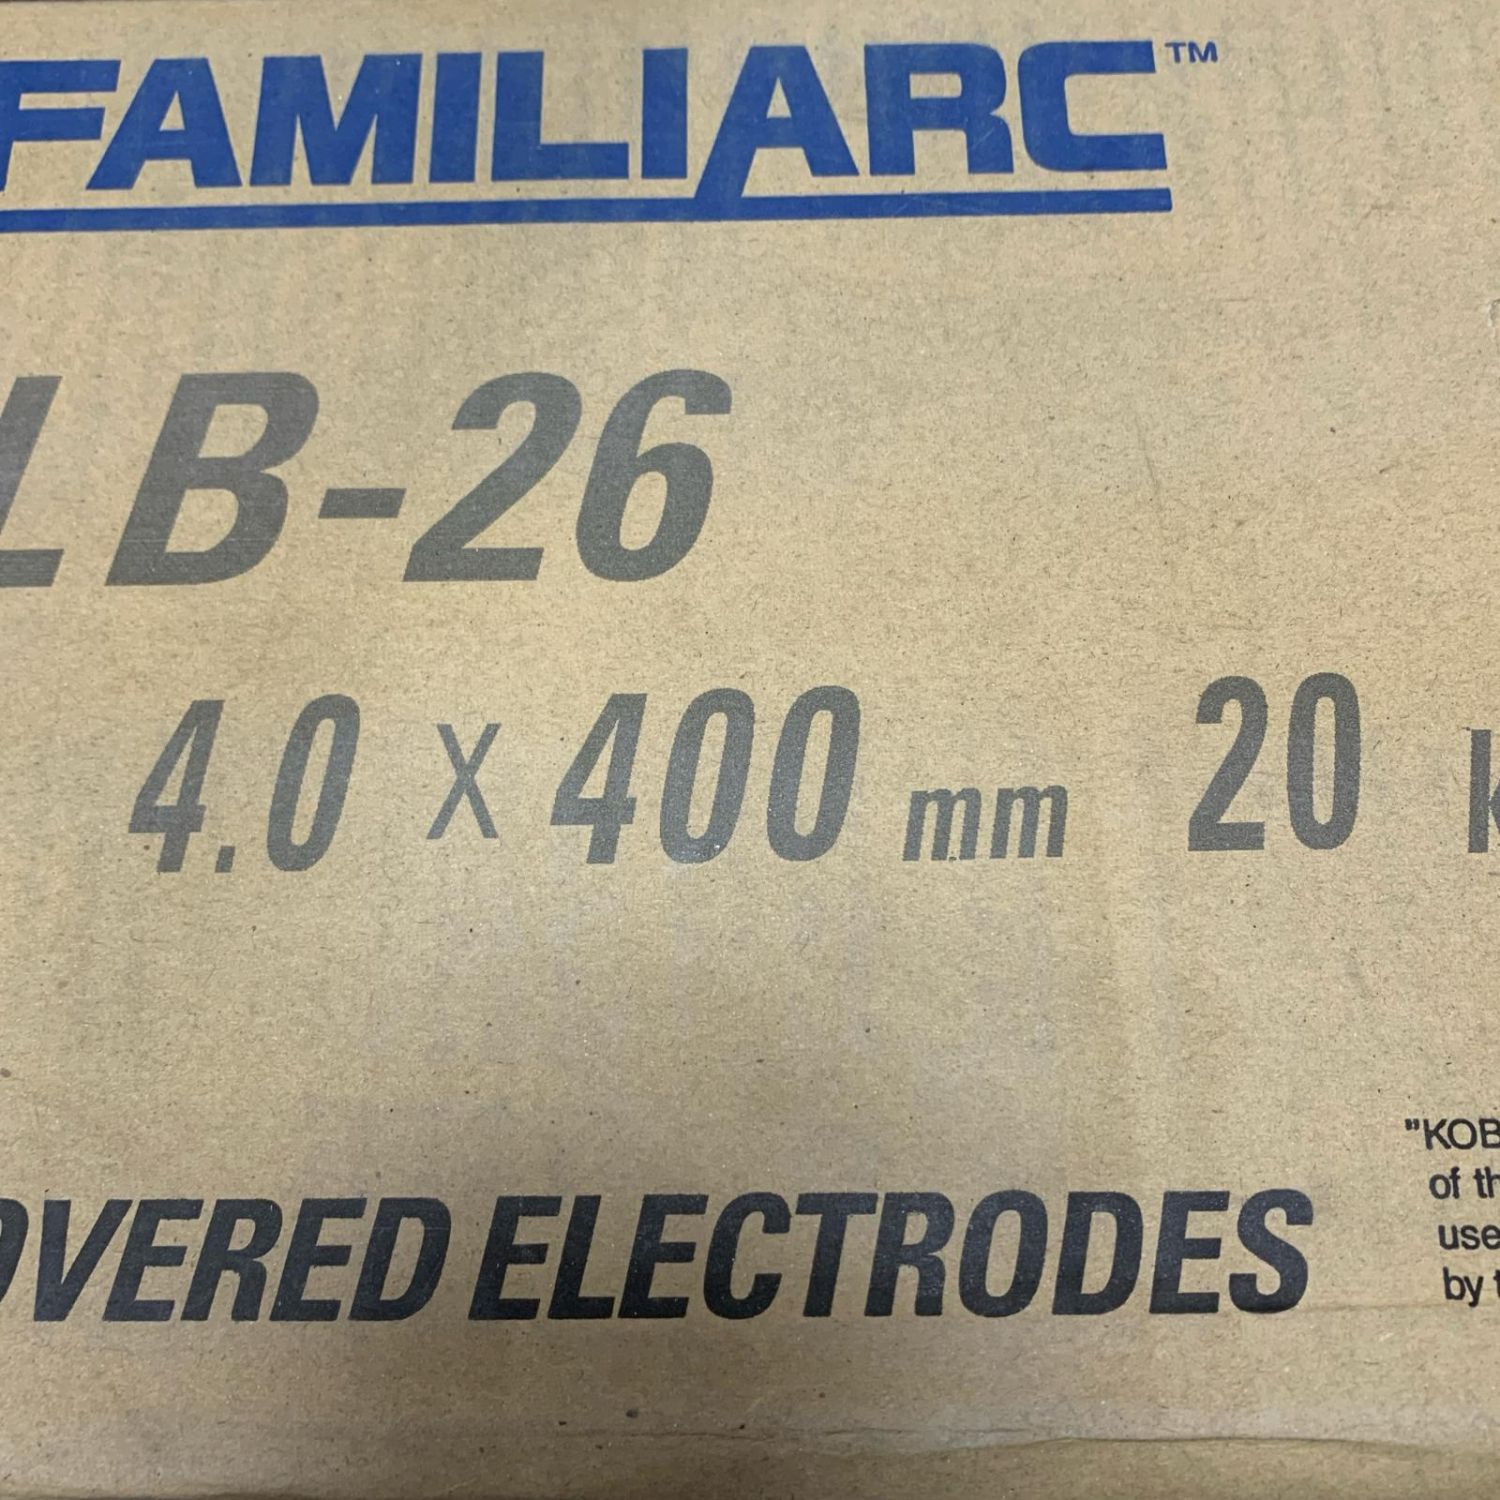 FAMILIARC™
LB-26
4.0 x 400 mm 20 k
OVERED ELECTRODES
"KOB
of th
use
by t